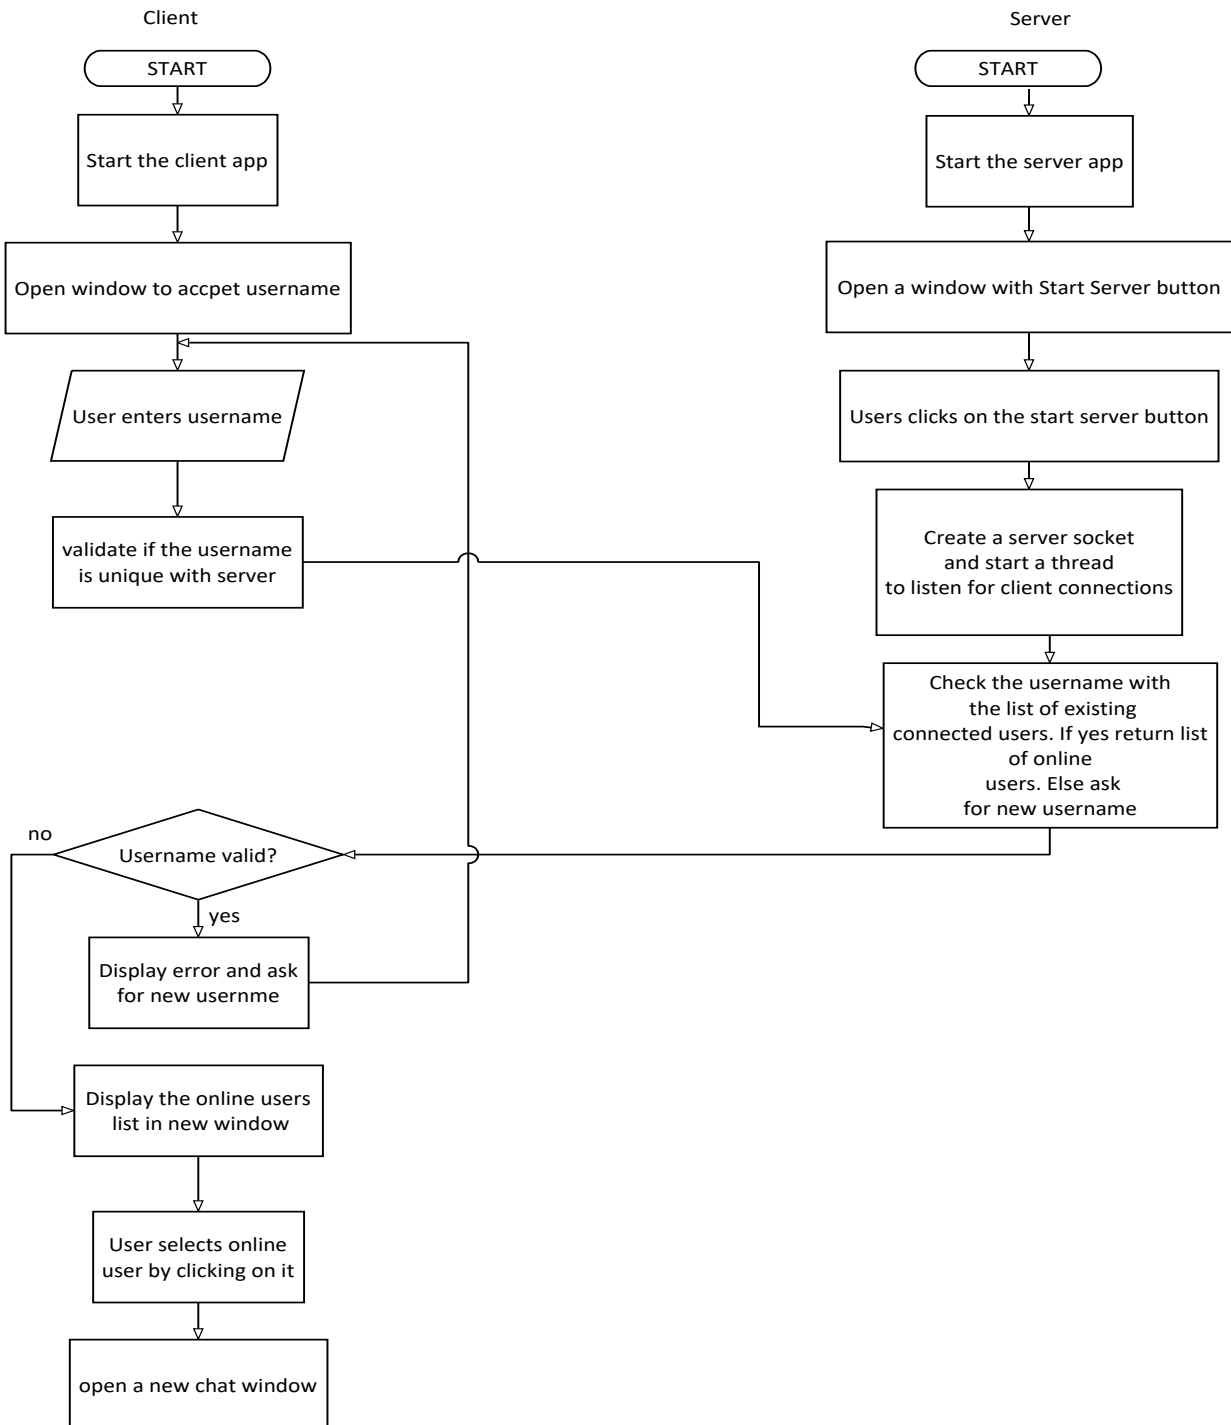 Client
START
Start the client app
Open window to accpet username
User enters username
validate if the username
is unique with server
no
Username valid?
yes
Display error and ask
for new usernme
Display the online users
list in new window
User selects online
user by clicking on it
open a new chat window
Server
START
Start the server app
Open a window with Start Server button
Users clicks on the start server button
Create a server socket
and start a thread
to listen for client connections
Check the username with
the list of existing
connected users. If yes return list
of online
users. Else ask
for new username